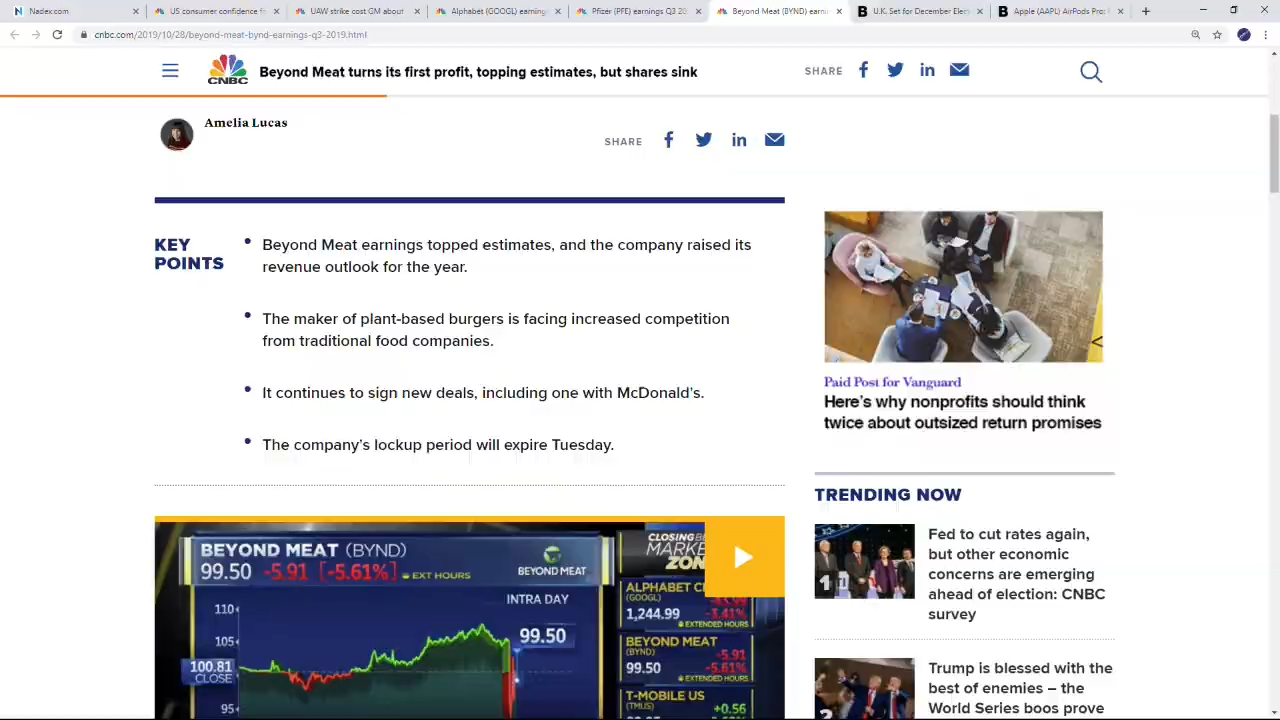 Nadex.com
US consumer confidence f
UAW strike cost GM about
Alphabet (GOOGL) earning
Pfizer (PFE) earnings Q3 20
Beyond Meat (BYND) earn
U.K. Set for December Elec
Apple (AAPL) AirPods Pro:
cnbc.com/2019/10/28/beyond-meat-bynd-earnings-q3-2019.html
CNBC
Beyond Meat turns its first profit, topping estimates, but shares sink
SHARE
Amelia Lucas
SHARE
KEY
POINTS
Beyond Meat earnings topped estimates, and the company raised its
revenue outlook for the year.
The maker of plant-based burgers is facing increased competition
from traditional food companies.
It continues to sign new deals, including one with McDonald's.
The company's lockup period will expire Tuesday.
BEYOND MEAT (BYND)
99.50 -5.91 [-5.61%] EXT HOURS
BEYOND MEAT
INTRA DAY
110
105
99.50
100.81
CLOSE
95
CLOSING BE
MARKE
ZON
ALPHABET C
(GOOGL)
1,244.99 -3.41%
EXTENDED HOURS
BEYOND MEAT
(BYND) -5.91
99.50 -5.61%
EXTENDED HOURS
T-MOBILE US
(TMUS) +0.56
Paid Post for Vanguard
Here's why nonprofits should think
twice about outsized return promises
TRENDING NOW
1
Fed to cut rates again,
but other economic
concerns are emerging
ahead of election: CNBC
survey
Trump is blessed with the
best of enemies – the
World Series boos prove